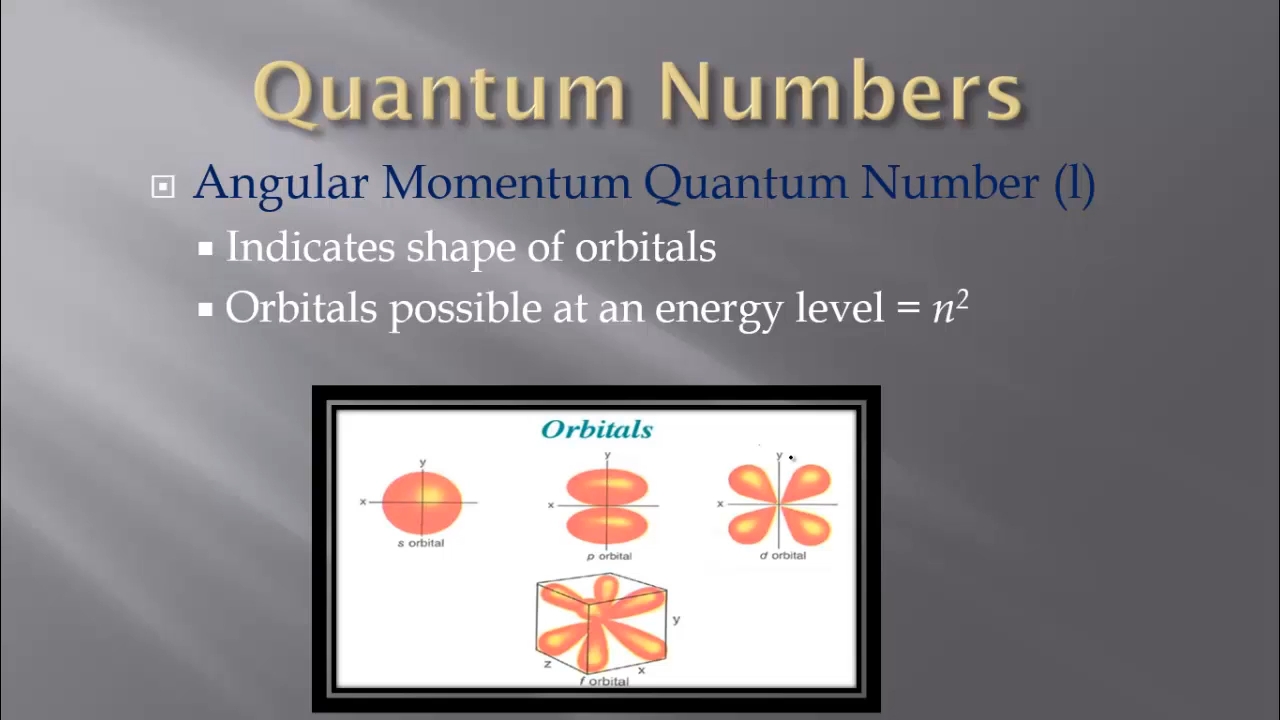 Quantum Numbers
Angular Momentum Quantum Number (l)
Indicates shape of orbitals
Orbitals possible at an energy level = n²
Orbitals
y
x
s orbital
y
x
p orbital
y
x
d orbital
y
z
x
f orbital